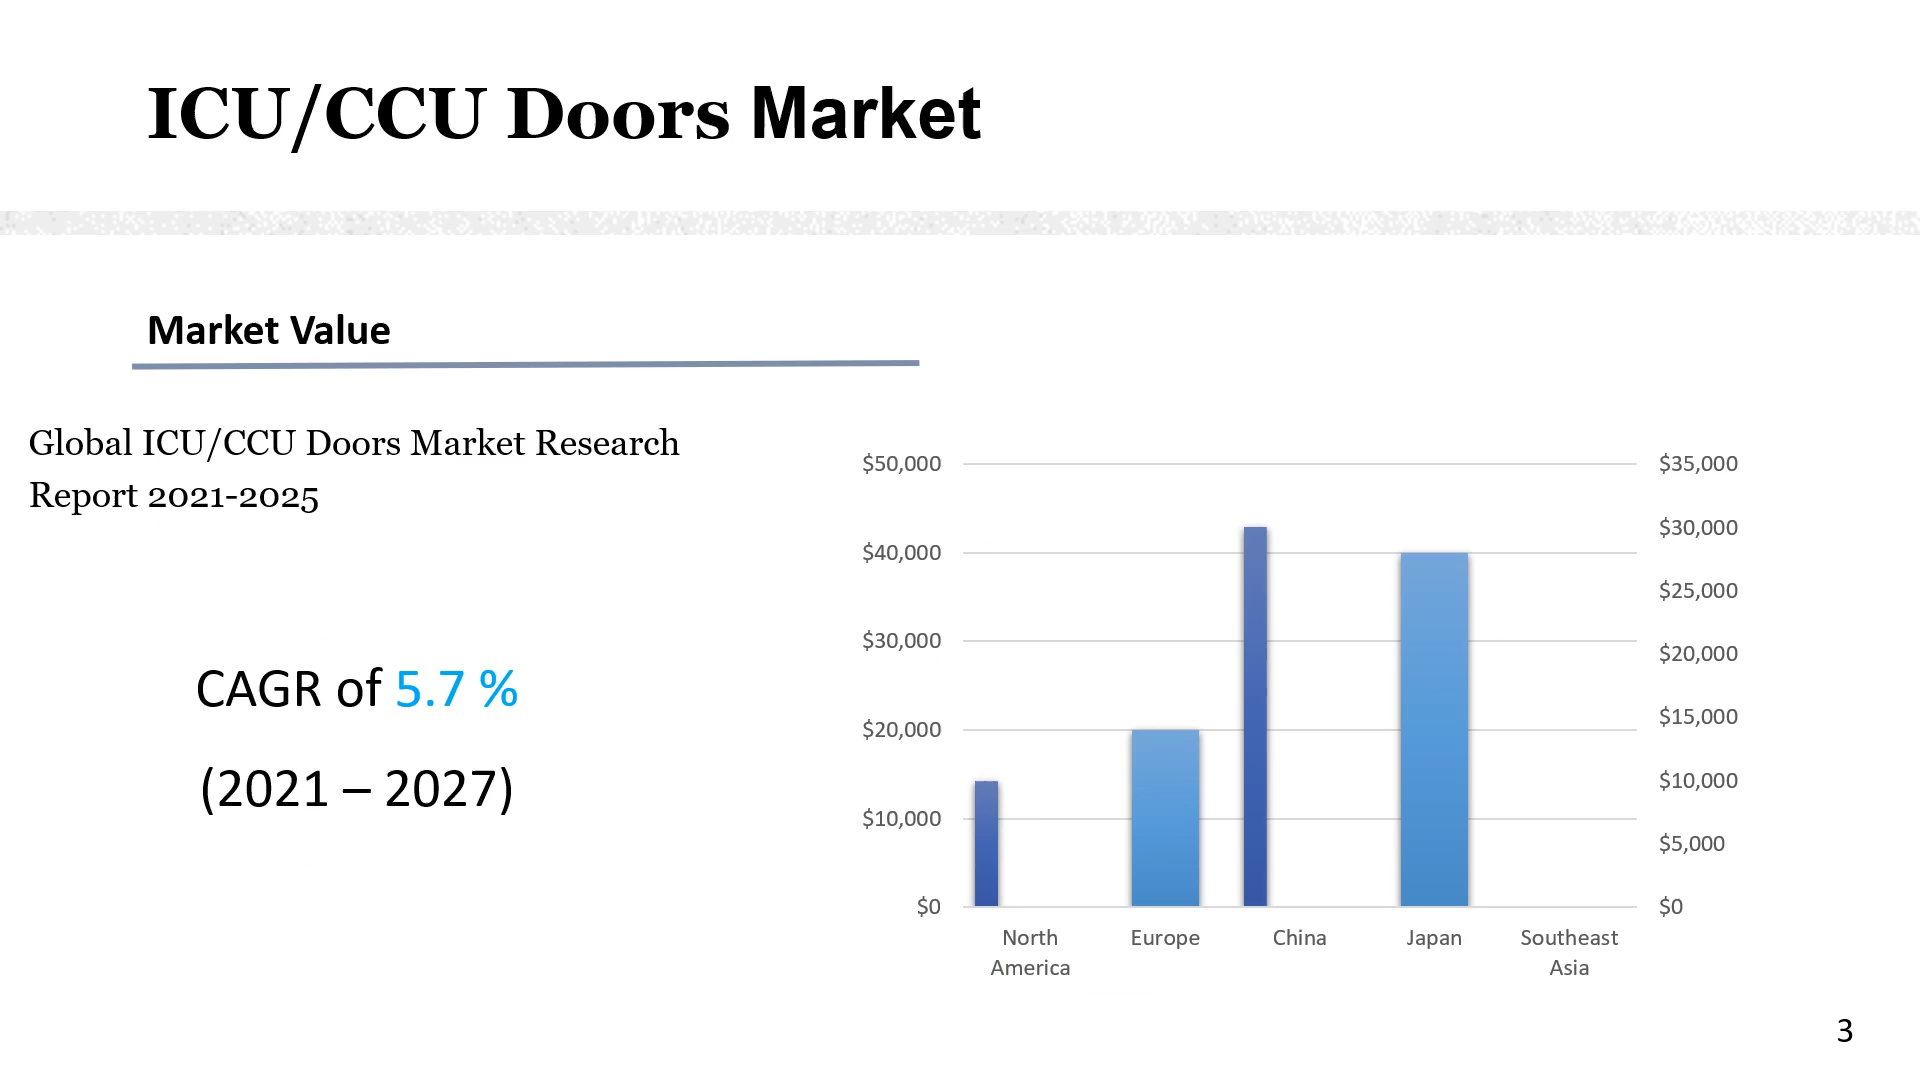 ICU/CCU Doors Market
Market Value
Global ICU/CCU Doors Market Research
Report 2021-2025
CAGR of 5.7 %
(2021 – 2027)
$50,000
$40,000
$30,000
$20,000
$10,000
$0
$35,000
$30,000
$25,000
$20,000
$15,000
$10,000
$5,000
$0
North
America
Europe
China
Japan
Southeast
Asia
3